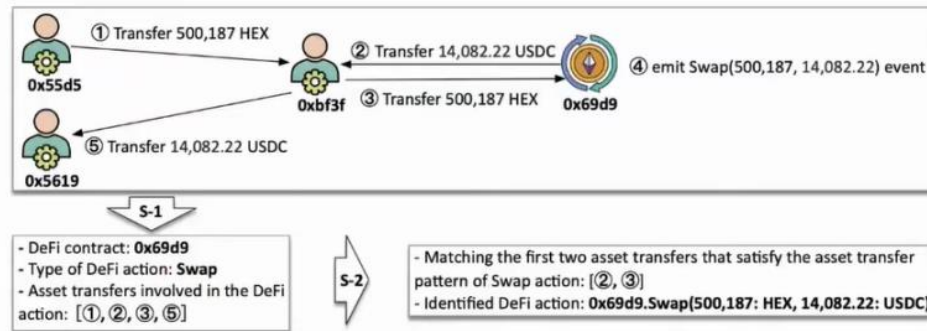 ① Transfer 500,187 HEX
② Transfer 14,082.22 USDC
④ emit Swap(500,187, 14,082.22) event
0x55d5
0xbf3f
③ Transfer 500,187 HEX
0x69d9
⑤ Transfer 14,082.22 USDC
0x5619
S-1
- DeFi contract: 0x69d9
- Type of DeFi action: Swap
- Asset transfers involved in the DeFi
action: [①, ②, ③, ⑤]
S-2
- Matching the first two asset transfers that satisfy the asset transfer
pattern of Swap action: [②, ③]
- Identified DeFi action: 0x69d9.Swap(500,187: HEX, 14,082.22: USDC)